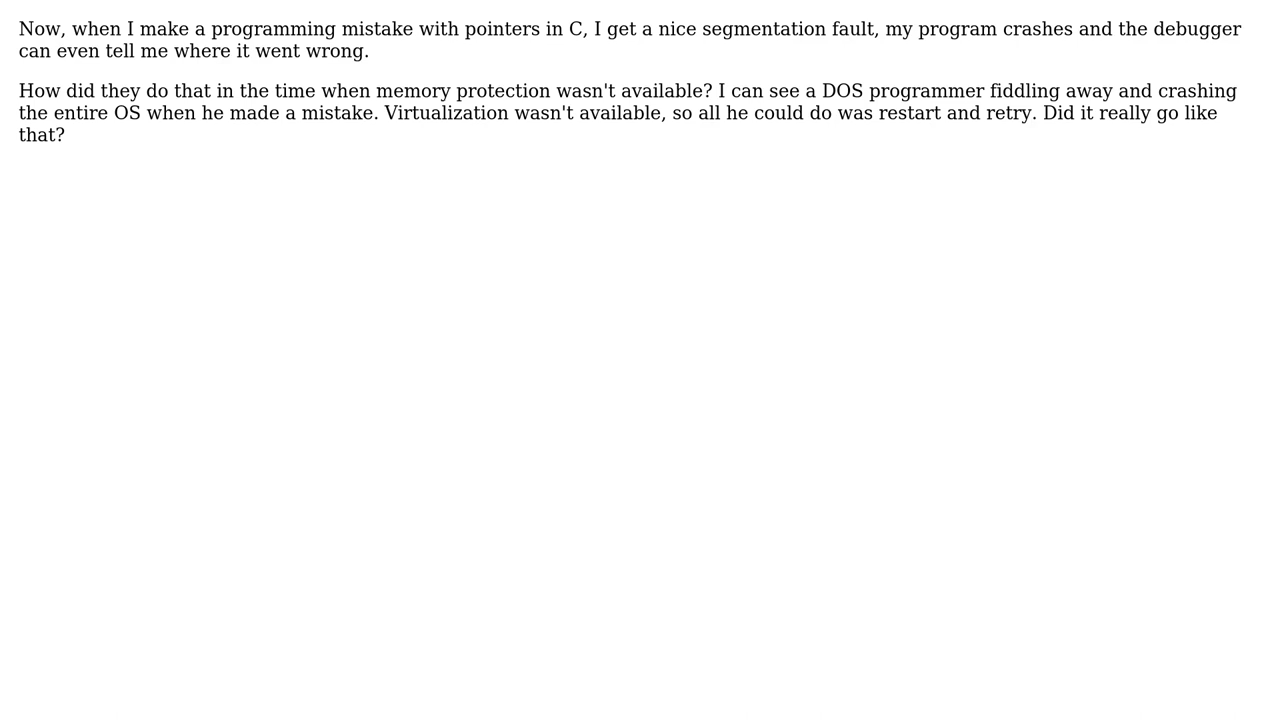 Now, when I make a programming mistake with pointers in C, I get a nice segmentation fault, my program crashes and the debugger
can even tell me where it went wrong.
How did they do that in the time when memory protection wasn't available? I can see a DOS programmer fiddling away and crashing
the entire OS when he made a mistake. Virtualization wasn't available, so all he could do was restart and retry. Did it really go like
that?